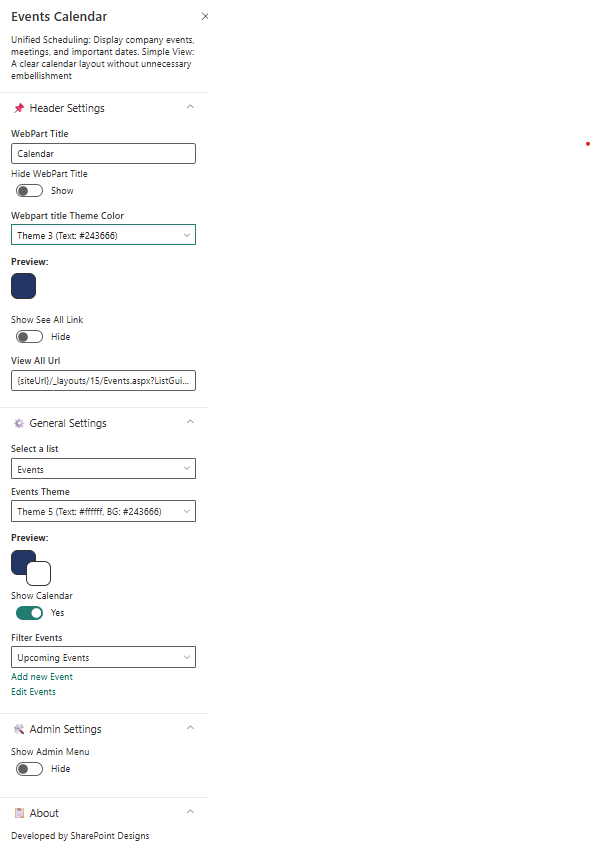 Events Calendar
Unified Scheduling: Display company events,
meetings, and important dates. Simple View:
A clear calendar layout without unnecessary
embellishment
Header Settings
WebPart Title
Calendar
Hide WebPart Title
Show
Webpart title Theme Color
Theme 3 (Text: #243666)
Preview:
Show See All Link
Hide
View All Url
{siteUrl}/_layouts/15/Events.aspx?ListGui...
General Settings
Select a list
Events
Events Theme
Theme 5 (Text: #ffffff, BG: #243666)
Preview:
Show Calendar
Yes
Filter Events
Upcoming Events
Add new Event
Edit Events
Admin Settings
Show Admin Menu
Hide
About
Developed by SharePoint Designs